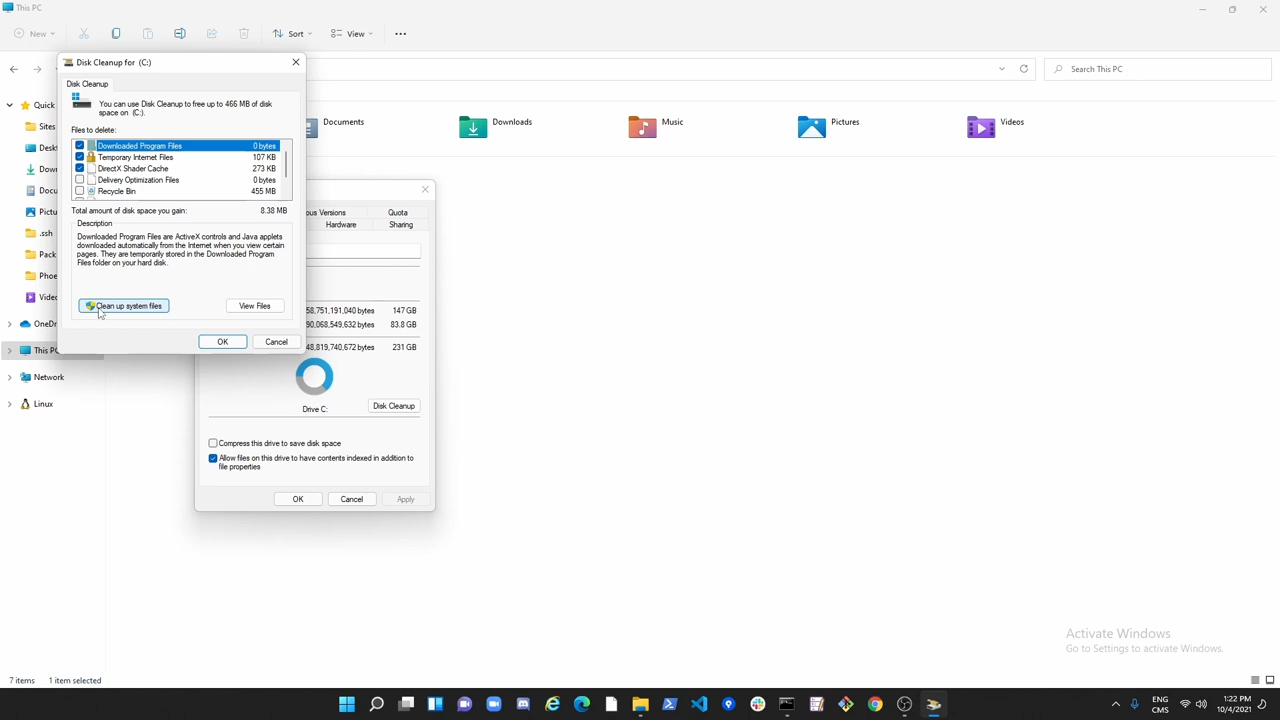 This PC
New
Sort
View
Disk Cleanup for (C:)
Search This PC
Disk Cleanup
You can use Disk Cleanup to free up to 466 MB of disk
space on (C:).
Files to delete:
Downloaded Program Files 0 bytes
Temporary Internet Files 107 KB
DirectX Shader Cache 273 KB
Delivery Optimization Files 0 bytes
Recycle Bin 455 MB
Total amount of disk space you gain: 8.38 MB
Description
Downloaded Program Files are ActiveX controls and Java applets
downloaded automatically from the Internet when you view certain
pages. They are temporarily stored in the Downloaded Program
Files folder on your hard disk.
Clean up system files
View Files
OK
Cancel
Quick
Sites
Desk
Down
Docu
Pictu
.ssh
Pack
Phoe
Videc
OneDr
This PC
Network
Linux
Documents
Downloads
Music
Pictures
Videos
ous Versions
Quota
Hardware
Sharing
58,751,191,040 bytes 147 GB
90,068,549,632 bytes 83.8 GB
48,819,740,672 bytes 231 GB
Drive C:
Disk Cleanup
Compress this drive to save disk space
Allow files on this drive to have contents indexed in addition to
file properties
OK
Cancel
Apply
Activate Windows
Go to Settings to activate Windows.
7 items
1 item selected
ENG
CMS
1:22 PM
10/4/2021